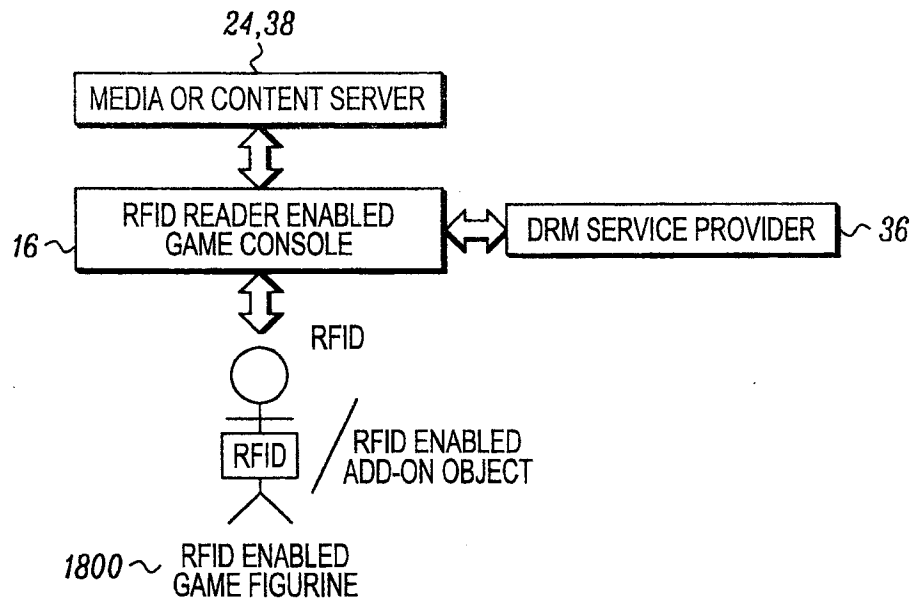 24,38
MEDIA OR CONTENT SERVER
RFID READER ENABLED
GAME CONSOLE
16
DRM SERVICE PROVIDER
36
RFID
RFID
RFID ENABLED
ADD-ON OBJECT
1800
RFID ENABLED
GAME FIGURINE